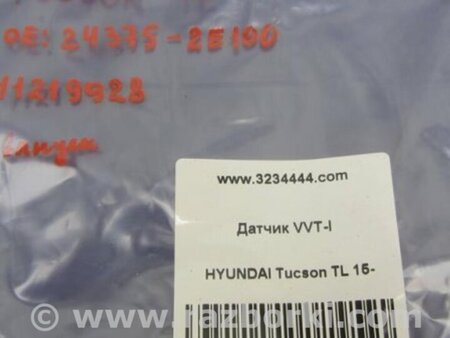 OE: 24375-2E100
11219928
www.3234444.com
Датчик VVT-I
HYUNDAI Tucson TL 15-
www.razborki.com